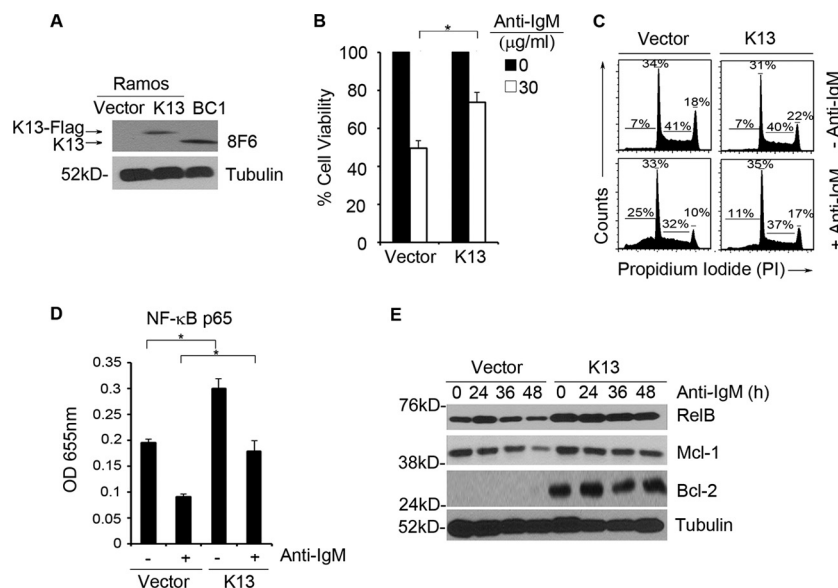 A
Ramos
Vector K13 BC1
K13-Flag
K13
8F6
52kD-
Tubulin
B
*
Anti-IgM
(µg/ml)
0
30
% Cell Viability
100
80
60
40
20
0
Vector K13
C
Vector K13
34%
7%
41%
18%
31%
7%
40%
22%
- Anti-IgM
33%
25%
32%
10%
35%
11%
37%
17%
+ Anti-IgM
Counts
Propidium Iodide (PI)
D
NF-κB p65
*
*
OD 655nm
0.35
0.3
0.25
0.2
0.15
0.1
0.05
0
- + - + Anti-IgM
Vector K13
E
Vector K13
0 24 36 48 0 24 36 48 Anti-IgM (h)
76kD-
RelB
Mcl-1
38kD-
Bcl-2
24kD-
52kD-
Tubulin